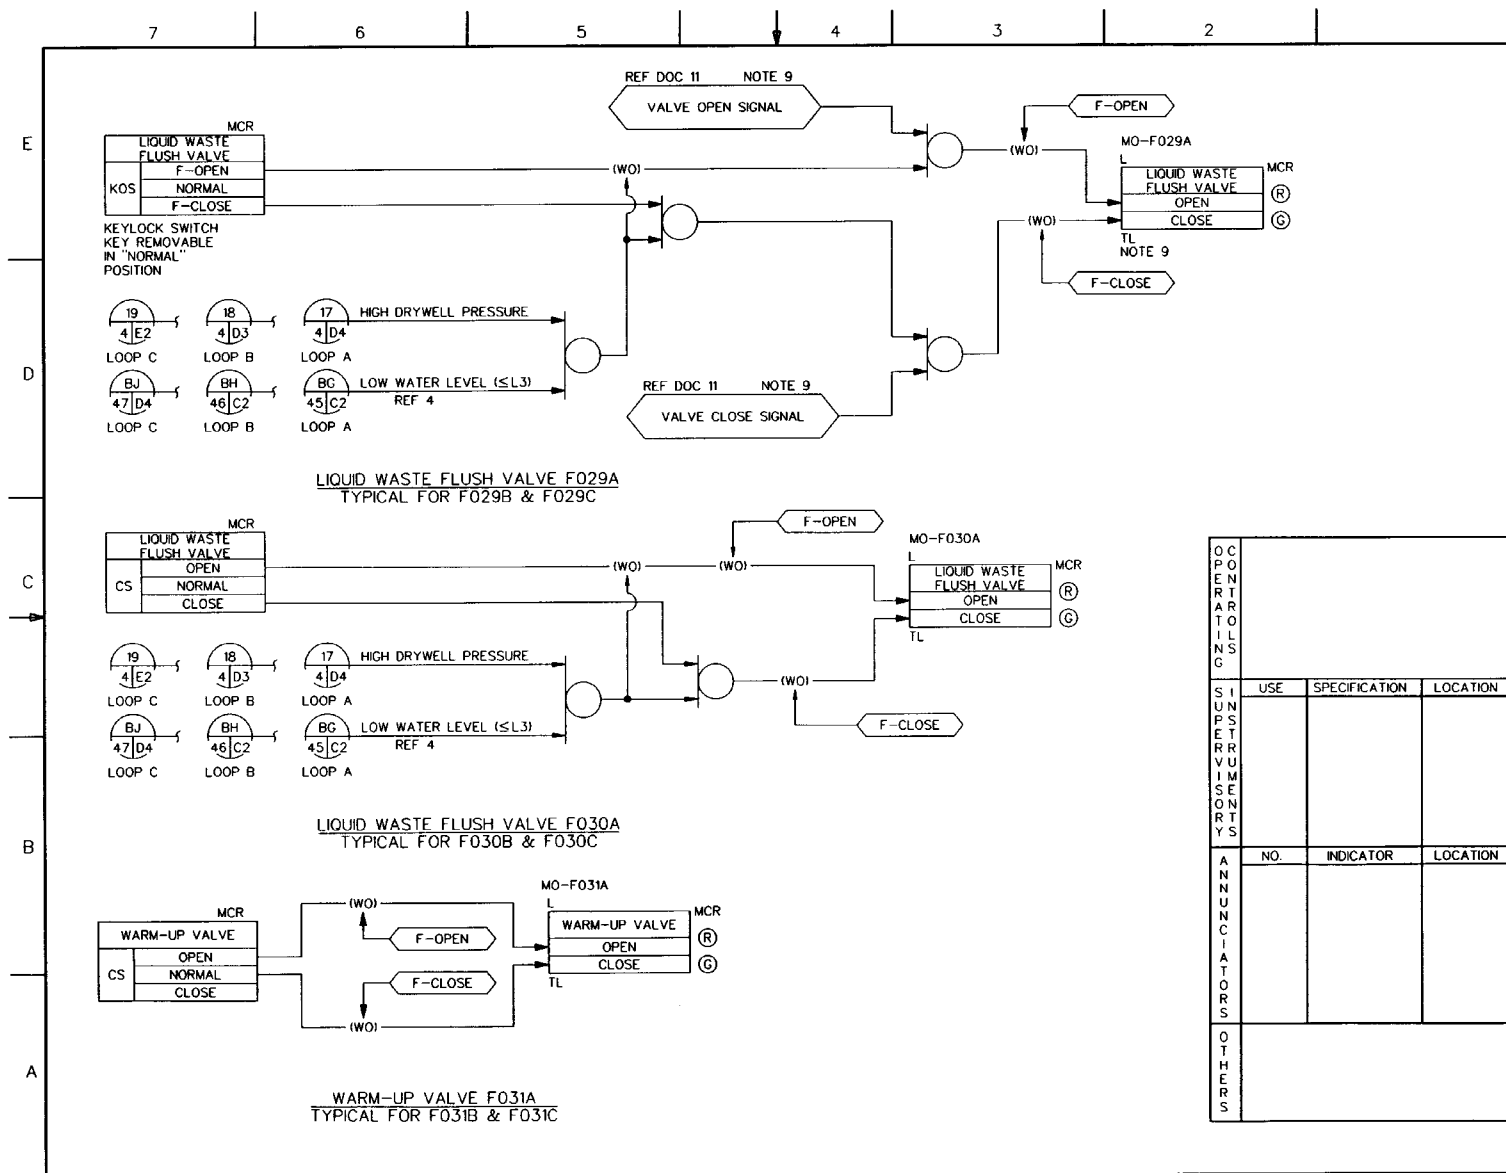 7 6 5 4 3 2
E
D
C
B
A
REF DOC 11 NOTE 9
VALVE OPEN SIGNAL
F-OPEN
MCR
LIQUID WASTE
FLUSH VALVE
KOS
F-OPEN
NORMAL
F-CLOSE
KEYLOCK SWITCH
KEY REMOVABLE
IN "NORMAL"
POSITION
(WO)
(WO)
MO-F029A
L
MCR
LIQUID WASTE
FLUSH VALVE
OPEN
CLOSE
R
G
TL
NOTE 9
(WO)
F-CLOSE
19
4 E2
LOOP C
18
4 D3
LOOP B
17
4 D4
LOOP A
HIGH DRYWELL PRESSURE
BJ
47 D4
LOOP C
BH
46 C2
LOOP B
BG
45 C2
LOOP A
LOW WATER LEVEL (≤L3)
REF 4
REF DOC 11 NOTE 9
VALVE CLOSE SIGNAL
LIQUID WASTE FLUSH VALVE F029A
TYPICAL FOR F029B & F029C
MCR
LIQUID WASTE
FLUSH VALVE
CS
OPEN
NORMAL
CLOSE
(WO)
(WO)
F-OPEN
MO-F030A
L
MCR
LIQUID WASTE
FLUSH VALVE
OPEN
CLOSE
R
G
TL
19
4 E2
LOOP C
18
4 D3
LOOP B
17
4 D4
LOOP A
HIGH DRYWELL PRESSURE
BJ
47 D4
LOOP C
BH
46 C2
LOOP B
BG
45 C2
LOOP A
LOW WATER LEVEL (≤L3)
REF 4
(WO)
F-CLOSE
LIQUID WASTE FLUSH VALVE F030A
TYPICAL FOR F030B & F030C
MCR
WARM-UP VALVE
CS
OPEN
NORMAL
CLOSE
(WO)
F-OPEN
F-CLOSE
(WO)
MO-F031A
L
MCR
WARM-UP VALVE
OPEN
CLOSE
R
G
TL
WARM-UP VALVE F031A
TYPICAL FOR F031B & F031C
OPERATING
CONTROLS
SUPERVISORY
INSTRUMENTS
USE SPECIFICATION LOCATION
ANNUNCIATORS
NO. INDICATOR LOCATION
OTHERS